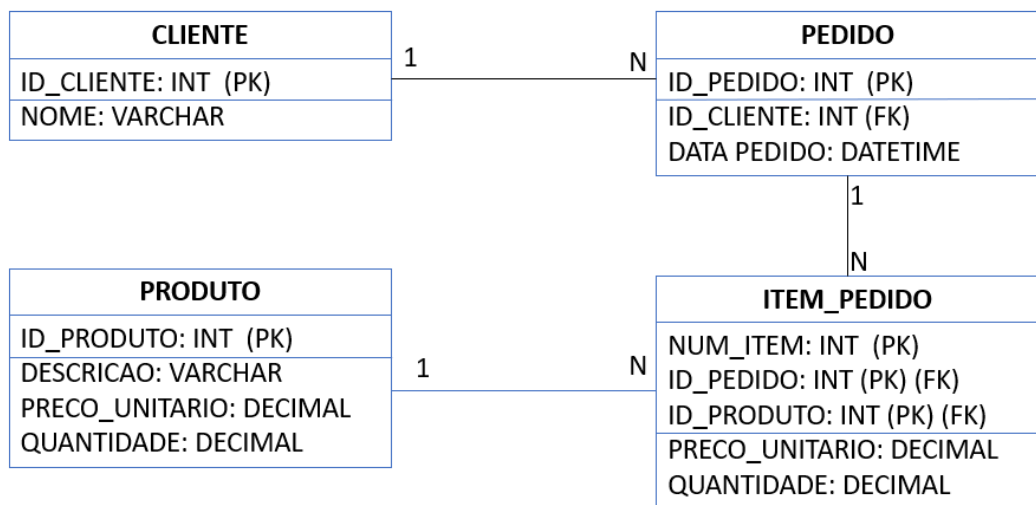 CLIENTE
ID_CLIENTE: INT (PK)
NOME: VARCHAR
1
N
PEDIDO
ID_PEDIDO: INT (PK)
ID_CLIENTE: INT (FK)
DATA PEDIDO: DATETIME
1
N
PRODUTO
ID_PRODUTO: INT (PK)
DESCRICAO: VARCHAR
PRECO_UNITARIO: DECIMAL
QUANTIDADE: DECIMAL
1
N
ITEM_PEDIDO
NUM_ITEM: INT (PK)
ID_PEDIDO: INT (PK) (FK)
ID_PRODUTO: INT (PK) (FK)
PRECO_UNITARIO: DECIMAL
QUANTIDADE: DECIMAL